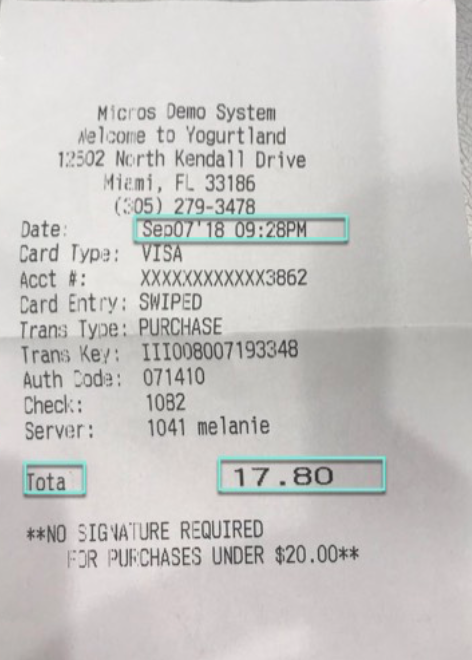 Micros Demo System
Welcome to Yogurtland
12502 North Kendall Drive
Miami, FL 33186
(305) 279-3478
Date: Sep07'18 09:28PM
Card Type: VISA
Acct #: XXXXXXXXXXXX3862
Card Entry: SWIPED
Trans Type: PURCHASE
Trans Key: III008007193348
Auth Code: 071410
Check: 1082
Server: 1041 melanie
Tota 17.80
**NO SIGNATURE REQUIRED
FOR PURCHASES UNDER $20.00**